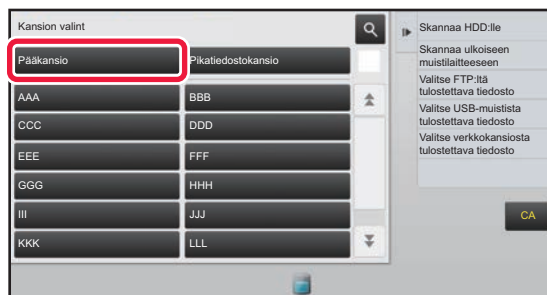 Kansion valint
Pääkansio
Pikatiedostokansio
AAA
BBB
CCC
DDD
EEE
FFF
GGG
HHH
III
JJJ
KKK
LLL
Skannaa HDD:lle
Skannaa ulkoiseen
muistilaitteeseen
Valitse FTP:ltä
tulostettava tiedosto
Valitse USB-muistista
tulostettava tiedosto
Valitse verkkokansiosta
tulostettava tiedosto
CA